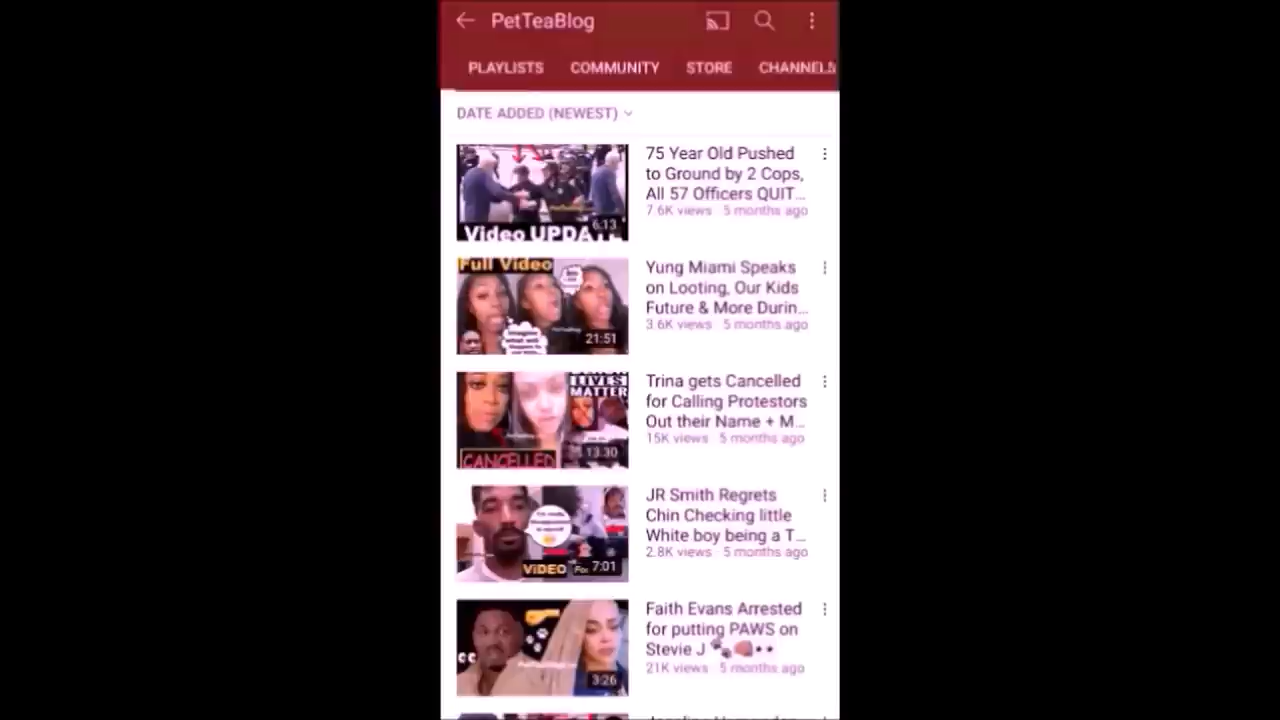 PetTeaBlog
PLAYLISTS COMMUNITY STORE CHANNELS
DATE ADDED (NEWEST)
75 Year Old Pushed
to Ground by 2 Cops,
All 57 Officers QUIT...
7.6K views · 5 months ago
6:13
Video UPDATE
Full Video
Yung Miami Speaks
on Looting, Our Kids
Future & More Durin...
3.6K views · 5 months ago
21:51
LIVES
MATTER
CANCELLED
13:30
Trina gets Cancelled
for Calling Protestors
Out their Name + M...
15K views · 5 months ago
JR Smith Regrets
Chin Checking little
White boy being a T...
2.8K views · 5 months ago
ViDEO
7:01
Faith Evans Arrested
for putting PAWS on
Stevie J 🐾🤜👀
21K views · 5 months ago
3:26